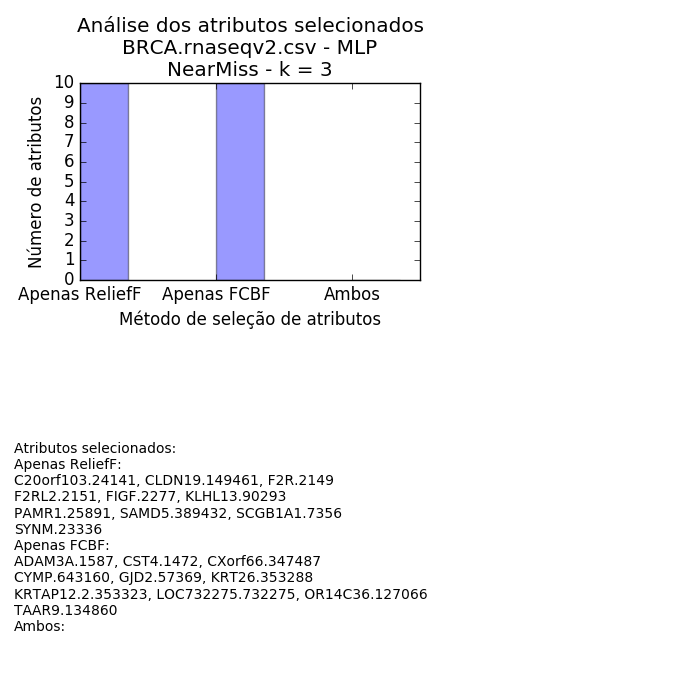 Análise dos atributos selecionados
BRCA.rnaseqv2.csv - MLP
NearMiss - k = 3
10
9
8
7
6
5
4
3
2
1
0
Número de atributos
Apenas ReliefF
Apenas FCBF
Ambos
Método de seleção de atributos
Atributos selecionados:
Apenas ReliefF:
C20orf103.24141, CLDN19.149461, F2R.2149
F2RL2.2151, FIGF.2277, KLHL13.90293
PAMR1.25891, SAMD5.389432, SCGB1A1.7356
SYNM.23336
Apenas FCBF:
ADAM3A.1587, CST4.1472, CXorf66.347487
CYMP.643160, GJD2.57369, KRT26.353288
KRTAP12.2.353323, LOC732275.732275, OR14C36.127066
TAAR9.134860
Ambos: